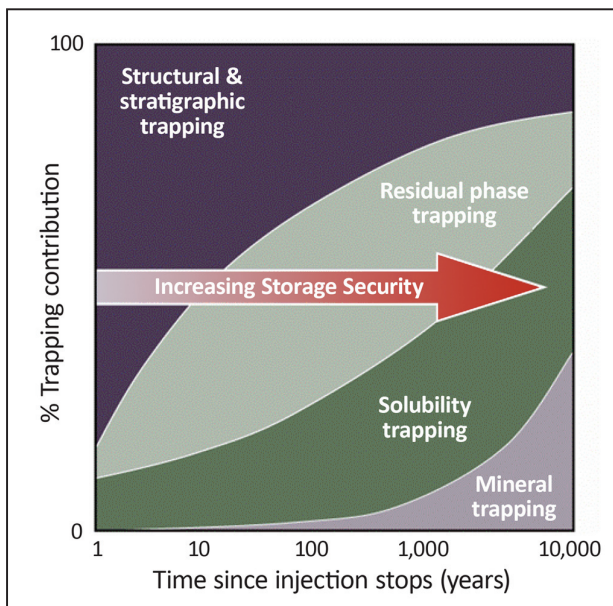 100
Structural &
stratigraphic
trapping
Residual phase
trapping
% Trapping contribution
Increasing Storage Security
Solubility
trapping
Mineral
trapping
0
1 10 100 1,000 10,000
Time since injection stops (years)